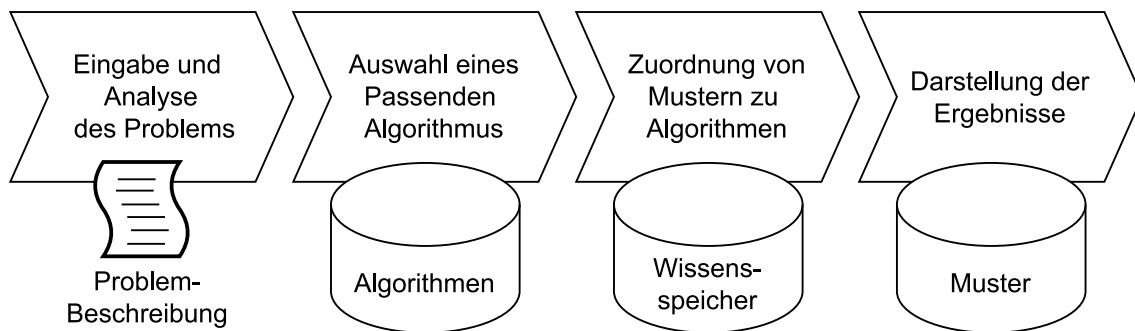 Eingabe und
Analyse
des Problems
Auswahl eines
Passenden
Algorithmus
Zuordnung von
Mustern zu
Algorithmen
Darstellung der
Ergebnisse
Problem-
Beschreibung
Algorithmen
Wissens-
speicher
Muster